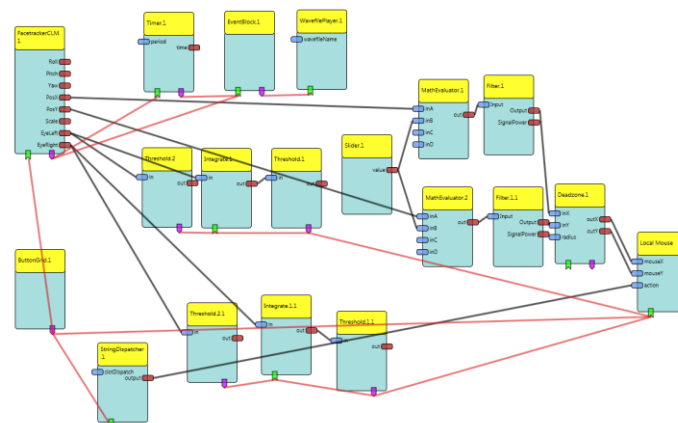 FacetrackerCLM.
1
Roll
Pitch
Yaw
PosX
PosY
Scale
EyeLeft
EyeRight
Timer.1
period
time
EventBlock.1
WavefilePlayer.1
wavefileName
Threshold.2
in
out
Integrate.1
in
out
Threshold.1
in
out
Slider.1
value
MathEvaluator.1
inA
inB
inC
inD
out
Filter.1
Input
Output
SignalPower
MathEvaluator.2
inA
inB
inC
inD
out
Filter.1.1
Input
Output
SignalPower
Deadzone.1
inX
inY
radius
outX
outY
Local Mouse
mouseX
mouseY
action
ButtonGrid.1
StringDispatcher
.1
slotDispatch
output
Threshold.2.1
in
out
Integrate.1.1
in
out
Threshold.1.1
in
out